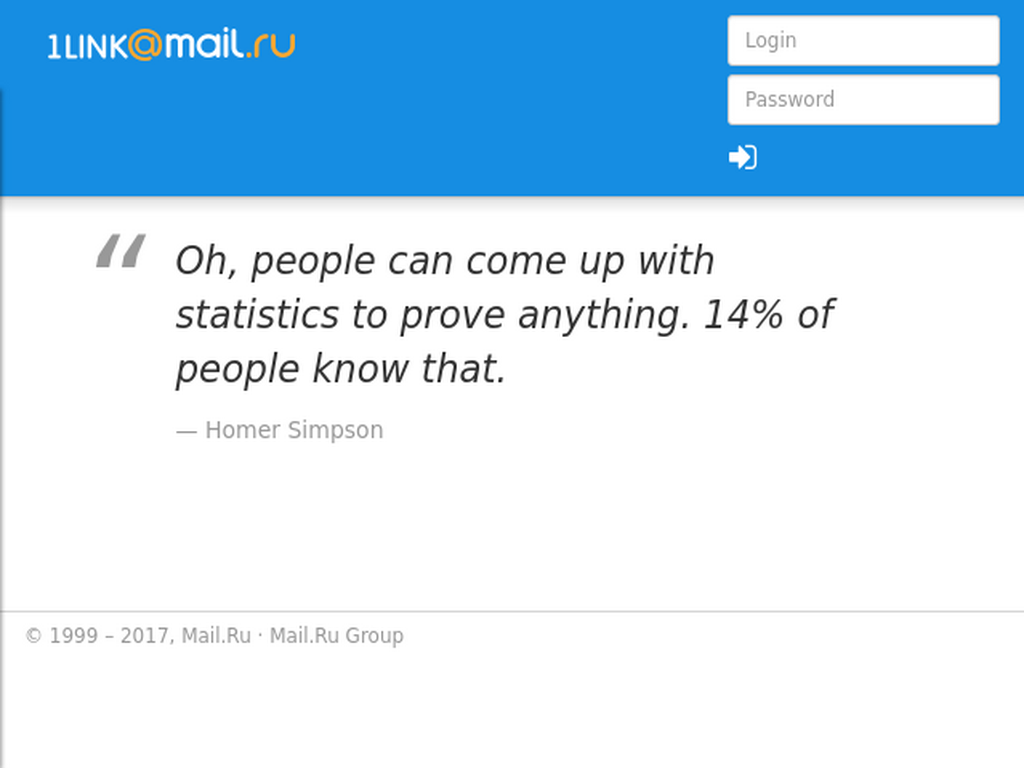 1LINK@mail.ru
Login
Password
“ Oh, people can come up with
statistics to prove anything. 14% of
people know that.
— Homer Simpson
© 1999 – 2017, Mail.Ru · Mail.Ru Group